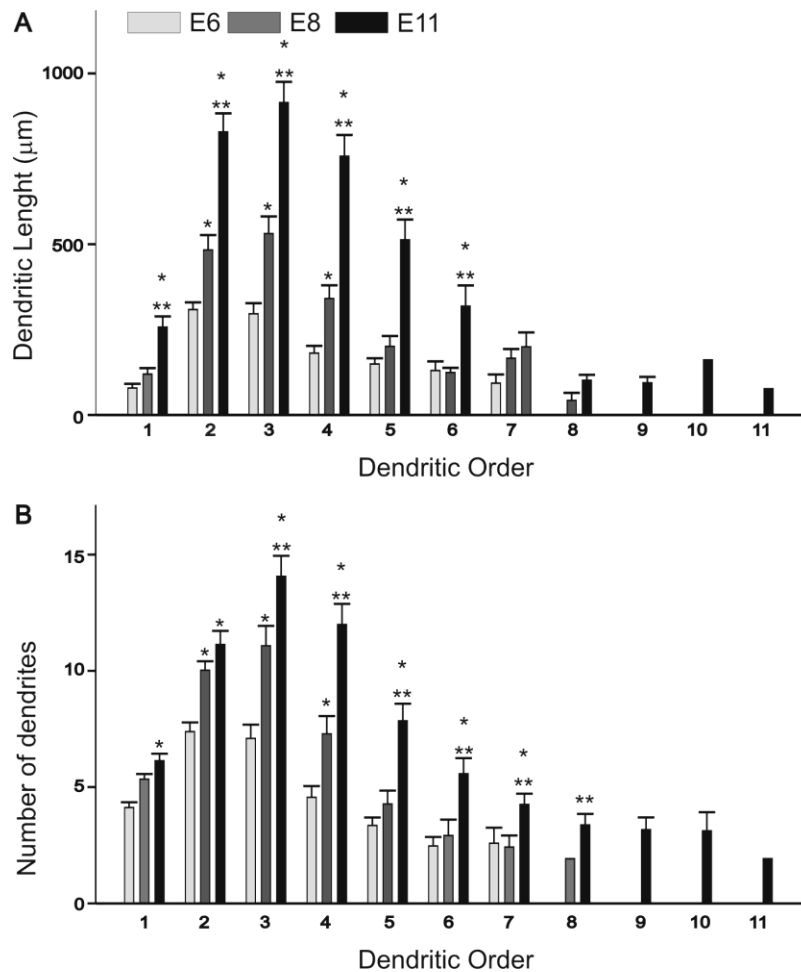 A
E6 E8 E11
Dendritic Lenght (µm)
1000
500
0
* ** * * ** * * ** * * ** * ** * **
1 2 3 4 5 6 7 8 9 10 11
Dendritic Order
B
Number of dendrites
15
10
5
0
* * * * * ** * * ** * ** * ** * ** **
1 2 3 4 5 6 7 8 9 10 11
Dendritic Order